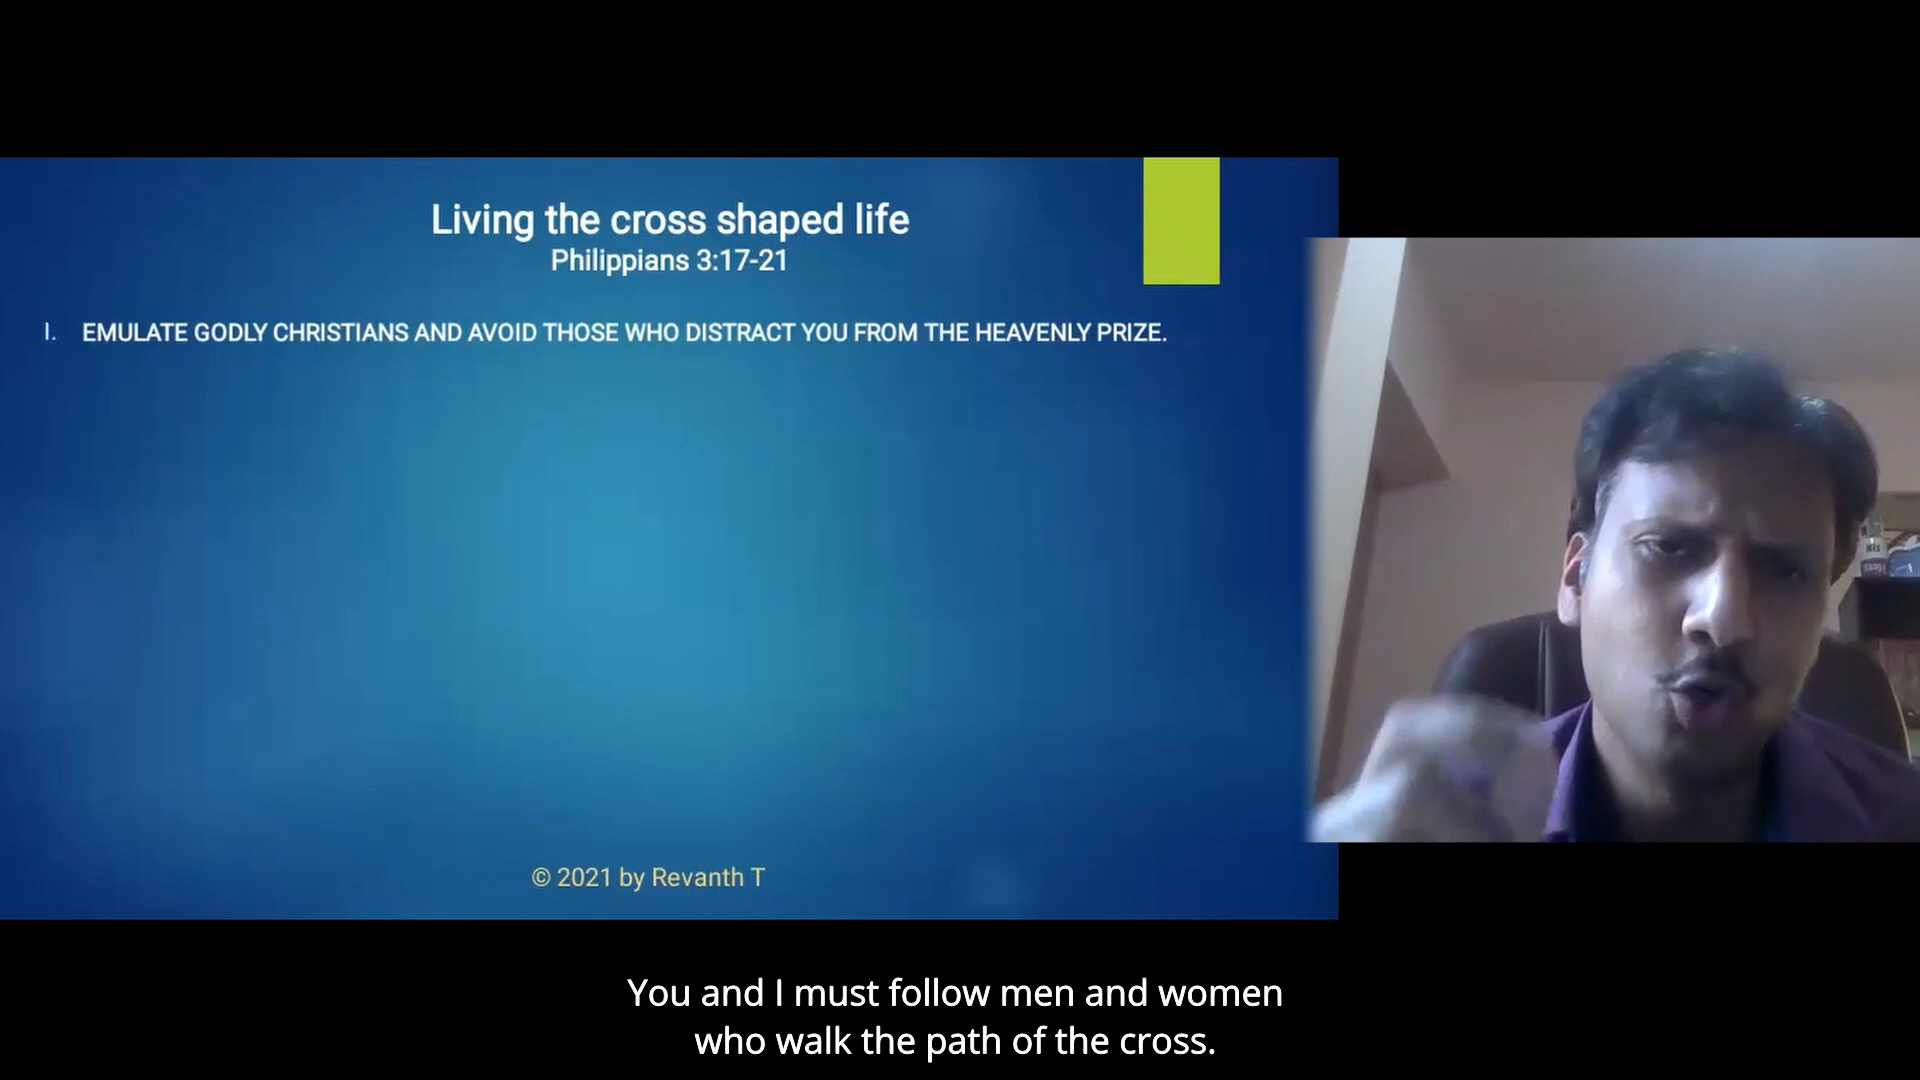 Living the cross shaped life
Philippians 3:17-21
I. EMULATE GODLY CHRISTIANS AND AVOID THOSE WHO DISTRACT YOU FROM THE HEAVENLY PRIZE.
© 2021 by Revanth T
You and I must follow men and women
who walk the path of the cross.